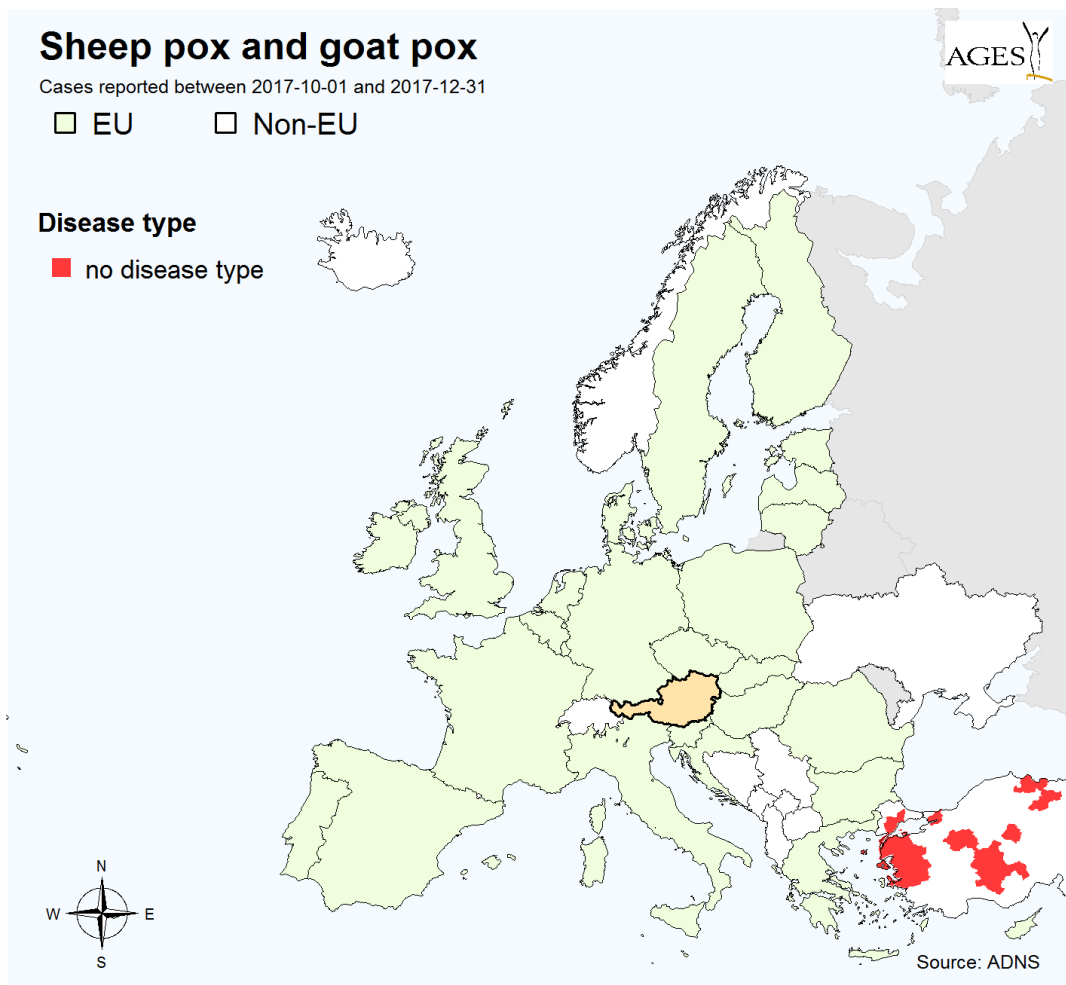 Sheep pox and goat pox
Cases reported between 2017-10-01 and 2017-12-31
EU Non-EU
AGES
Disease type
no disease type
N
W E
S
Source: ADNS